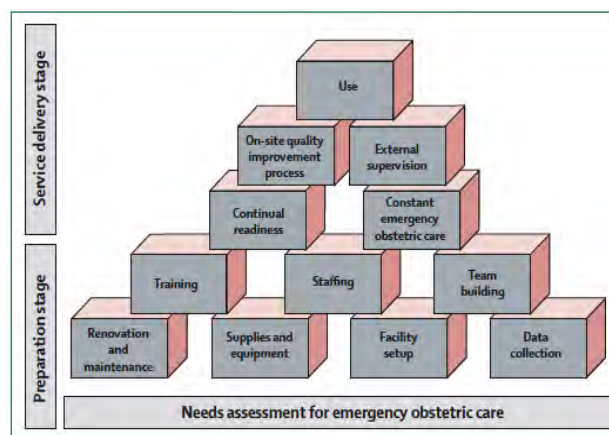 Service delivery stage
Use
On-site quality
improvement
process
External
supervision
Continual
readiness
Constant
emergency
obstetric care
Preparation stage
Training
Staffing
Team
building
Renovation
and
maintenance
Supplies and
equipment
Facility
setup
Data
collection
Needs assessment for emergency obstetric care